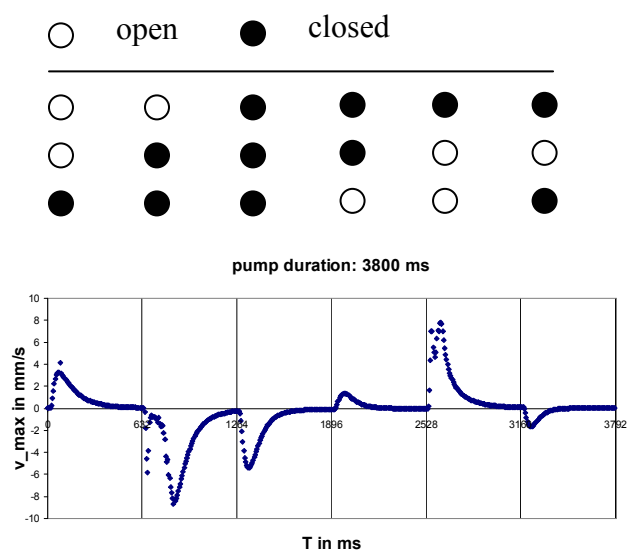 open closed
pump duration: 3800 ms
10
8
6
4
2
0
-2
-4
-6
-8
-10
0 632 1264 1896 2528 3160 3792
v_max in mm/s
T in ms